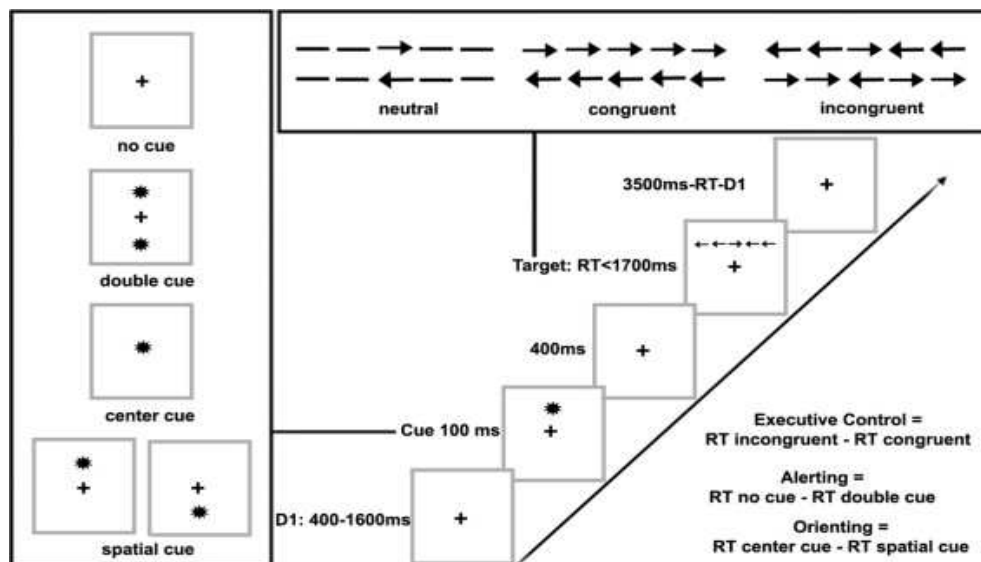 no cue
double cue
center cue
spatial cue
neutral
congruent
incongruent
3500ms-RT-D1
Target: RT<1700ms
400ms
Cue 100 ms
D1: 400-1600ms
Executive Control =
RT incongruent - RT congruent
Alerting =
RT no cue - RT double cue
Orienting =
RT center cue - RT spatial cue